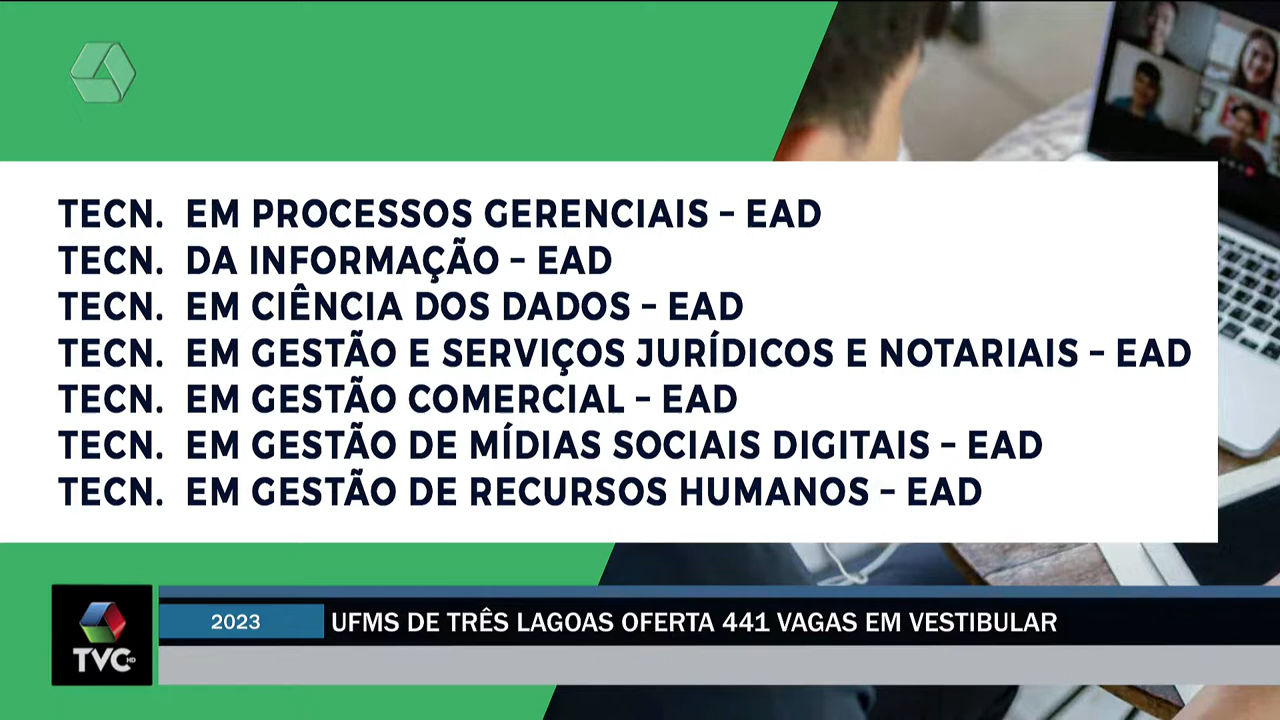 TECN. EM PROCESSOS GERENCIAIS – EAD
TECN. DA INFORMAÇÃO – EAD
TECN. EM CIÊNCIA DOS DADOS – EAD
TECN. EM GESTÃO E SERVIÇOS JURÍDICOS E NOTARIAIS – EAD
TECN. EM GESTÃO COMERCIAL – EAD
TECN. EM GESTÃO DE MÍDIAS SOCIAIS DIGITAIS – EAD
TECN. EM GESTÃO DE RECURSOS HUMANOS – EAD
2023 UFMS DE TRÊS LAGOAS OFERTA 441 VAGAS EM VESTIBULAR
TVC HD